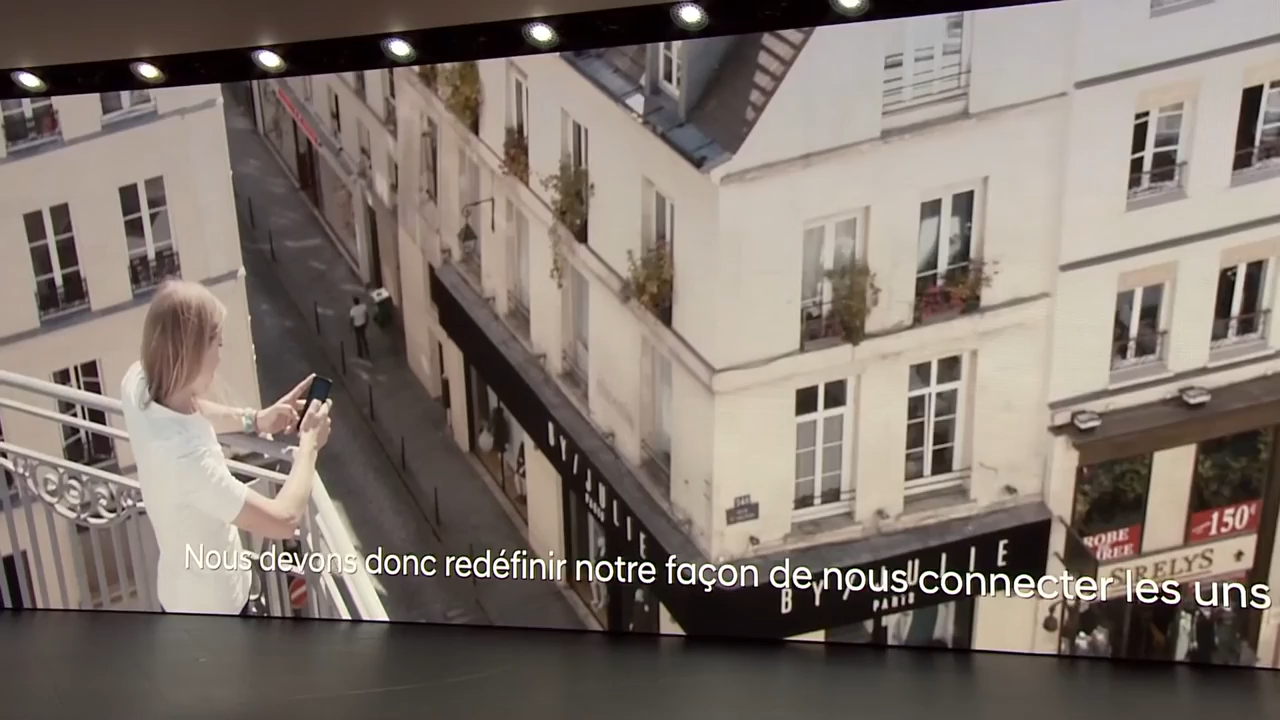 BY//JULIE
PARIS
-150€
ROBE
SIRELYS
BY//JULIE
PARIS
Nous devons donc redéfinir notre façon de nous connecter les uns